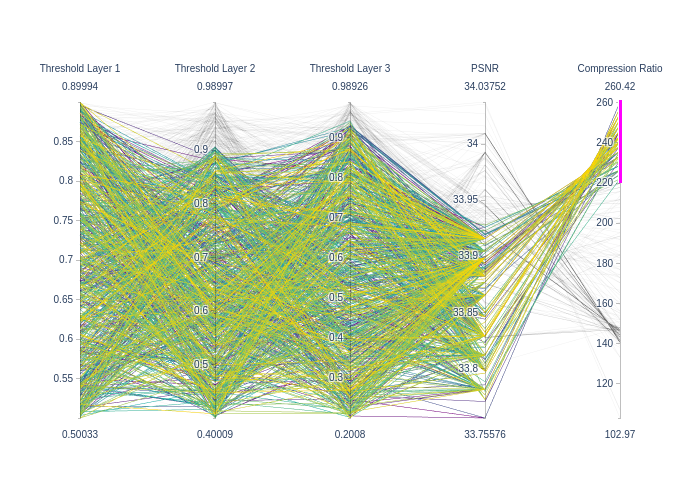 Threshold Layer 1 Threshold Layer 2 Threshold Layer 3 PSNR Compression Ratio
0.89994 0.98997 0.98926 34.03752 260.42
0.85 0.8 0.75 0.7 0.65 0.6 0.55
0.9 0.8 0.7 0.6 0.5
0.9 0.8 0.7 0.6 0.5 0.4 0.3
34 33.95 33.9 33.85 33.8
260 240 220 200 180 160 140 120
0.50033 0.40009 0.2008 33.75576 102.97